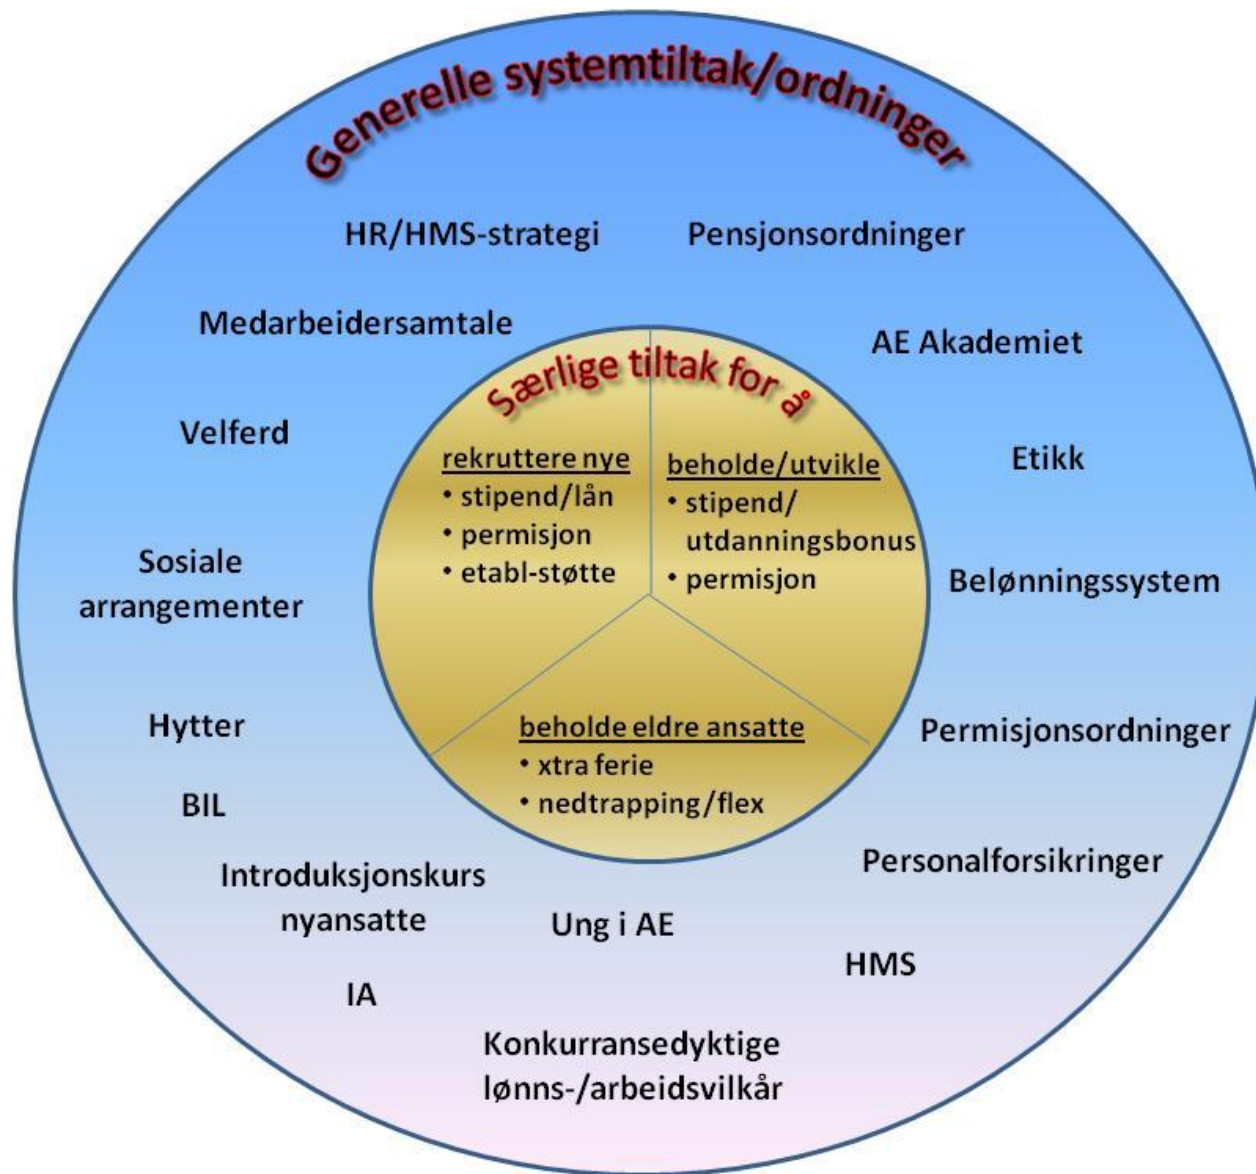 Generelle systemtiltak/ordninger
HR/HMS-strategi
Pensjonsordninger
Medarbeidersamtale
AE Akademiet
Velferd
Etikk
Sosiale
arrangementer
Belønningssystem
Hytter
Permisjonsordninger
BIL
Personalforsikringer
Introduksjonskurs
nyansatte
Ung i AE
HMS
IA
Konkurransedyktige
lønns-/arbeidsvilkår
Særlige tiltak for å
rekruttere nye
• stipend/lån
• permisjon
• etabl-støtte
beholde/utvikle
• stipend/
utdanningsbonus
• permisjon
beholde eldre ansatte
• xtra ferie
• nedtrapping/flex